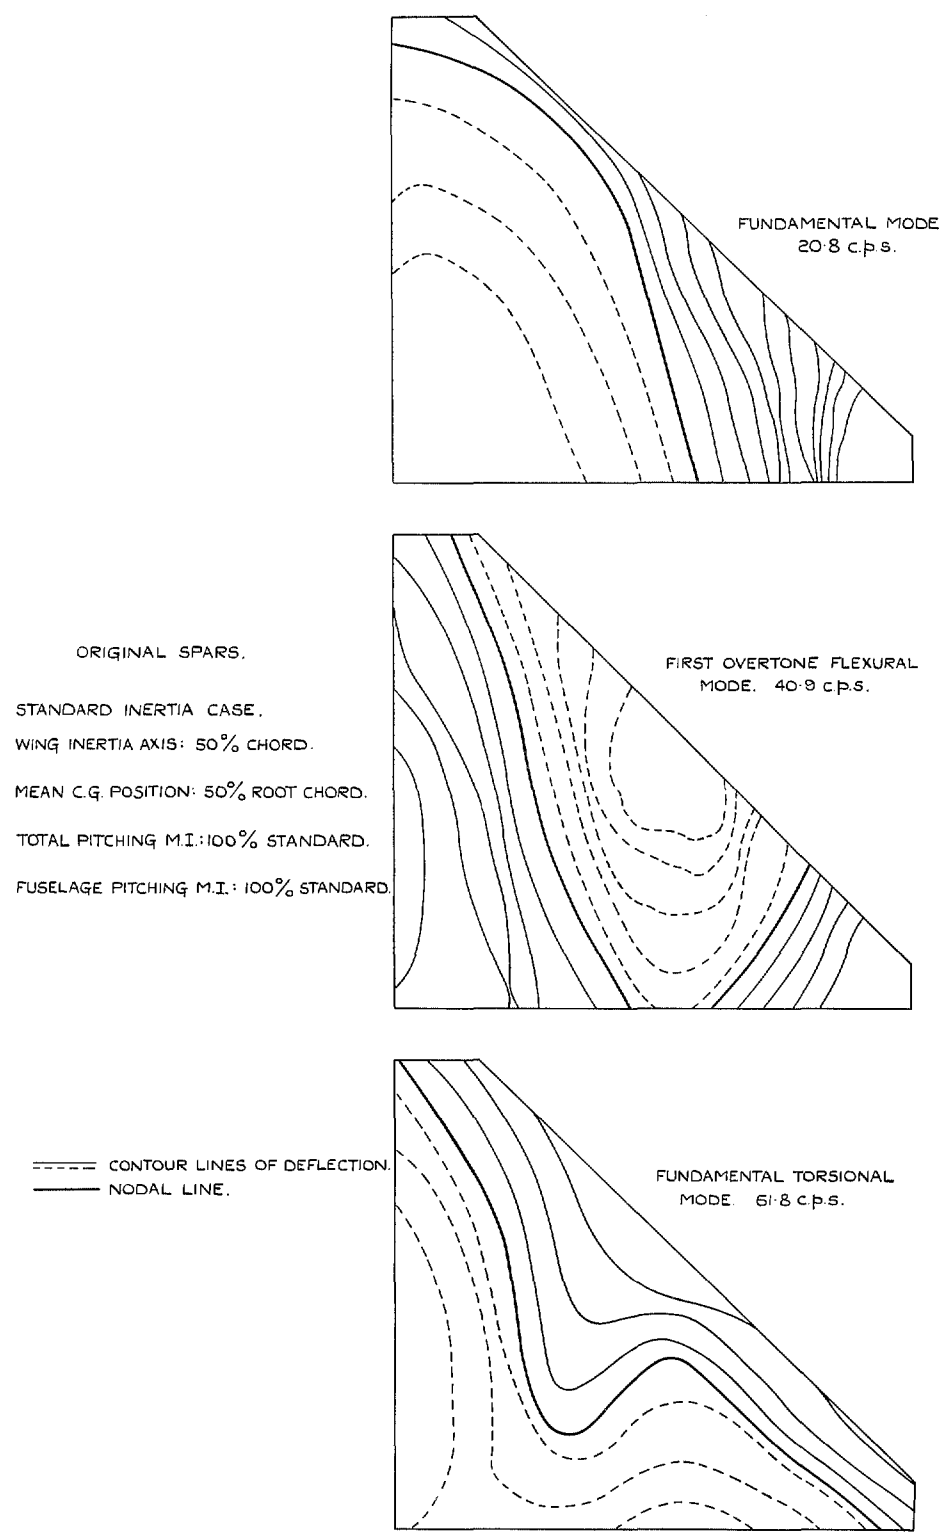 FUNDAMENTAL MODE
20·8 c.p.s.
ORIGINAL SPARS.
STANDARD INERTIA CASE.
WING INERTIA AXIS: 50% CHORD.
MEAN C.G. POSITION: 50% ROOT CHORD.
TOTAL PITCHING M.I.: 100% STANDARD.
FUSELAGE PITCHING M.I.: 100% STANDARD.
FIRST OVERTONE FLEXURAL
MODE. 40·9 c.p.s.
CONTOUR LINES OF DEFLECTION.
NODAL LINE.
FUNDAMENTAL TORSIONAL
MODE. 61·8 c.p.s.